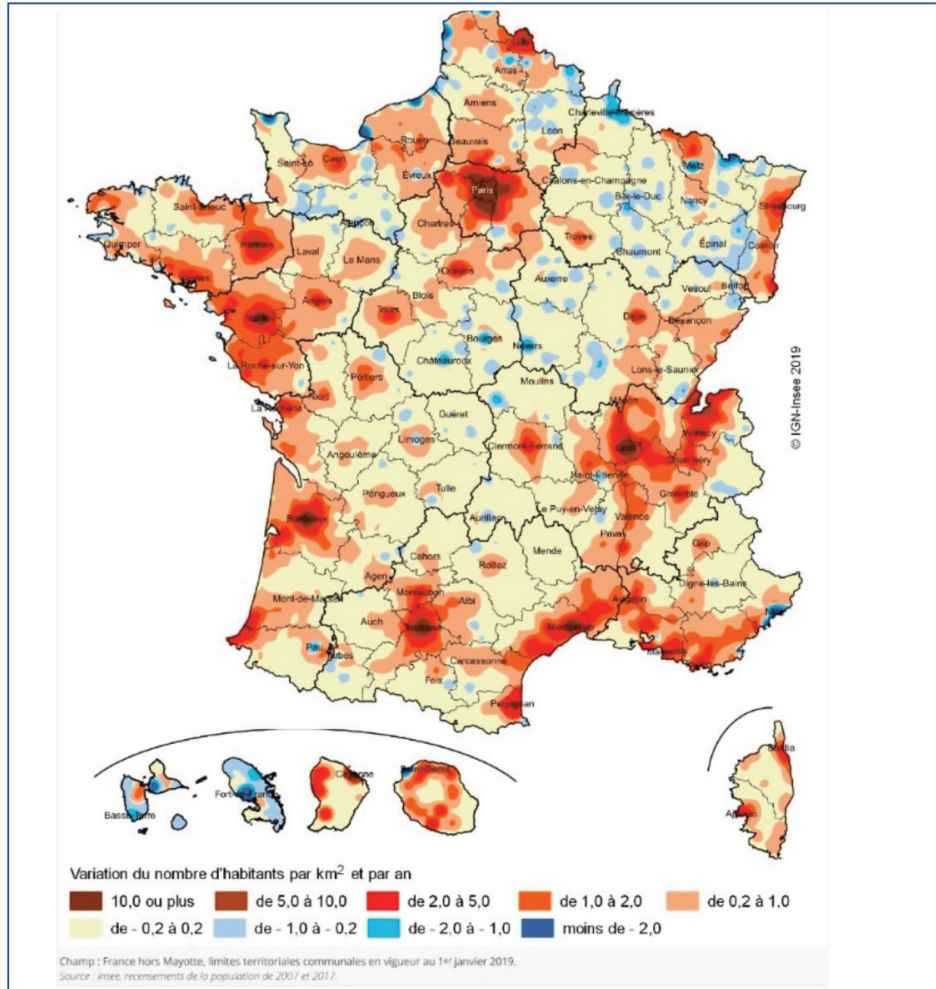 Lille
Arras
Amiens
Charleville-Mézières
Laon
Rouen
Beauvais
Saint-Lô
Caen
Évreux
Metz
Paris
Châlons-en-Champagne
Bar-le-Duc
Nancy
Strasbourg
Saint-Brieuc
Alençon
Chartres
Quimper
Rennes
Laval
Le Mans
Troyes
Chaumont
Épinal
Colmar
Orléans
Auxerre
Vannes
Blois
Vesoul
Belfort
Angers
Tours
Dijon
Besançon
Nantes
Bourges
Nevers
Châteauroux
La Roche-sur-Yon
Poitiers
Moulins
Lons-le-Saunier
Niort
Mâcon
La Rochelle
Guéret
Annecy
Limoges
Clermont-Ferrand
Lyon
Angoulême
Chambéry
Saint-Étienne
Périgueux
Tulle
Grenoble
Aurillac
Le Puy-en-Velay
Valence
Bordeaux
Privas
Cahors
Rodez
Mende
Gap
Agen
Digne-les-Bains
Mont-de-Marsan
Montauban
Albi
Avignon
Nice
Auch
Toulouse
Montpellier
Pau
Tarbes
Marseille
Carcassonne
Toulon
Foix
Perpignan
Bastia
Ajaccio
Basse-Terre
Fort-de-France
Cayenne
Saint-Denis
© IGN-Insee 2019
Variation du nombre d'habitants par km² et par an
10,0 ou plus de 5,0 à 10,0 de 2,0 à 5,0 de 1,0 à 2,0 de 0,2 à 1,0
de - 0,2 à 0,2 de - 1,0 à - 0,2 de - 2,0 à - 1,0 moins de - 2,0
Champ : France hors Mayotte, limites territoriales communales en vigueur au 1er janvier 2019.
Source : Insee, recensements de la population de 2007 et 2017.